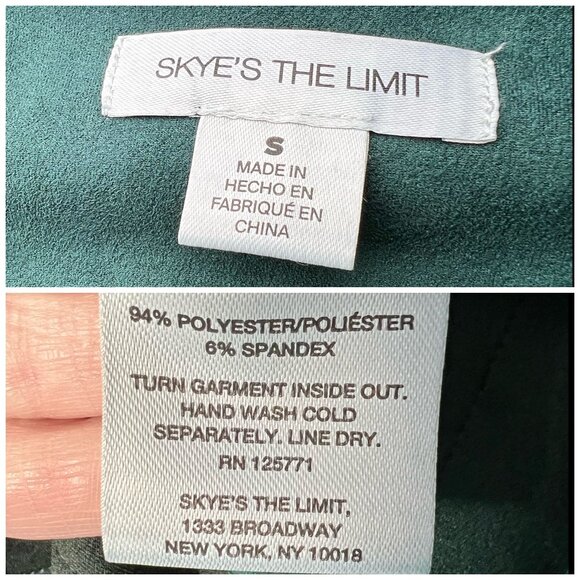 SKYE'S THE LIMIT
S
MADE IN
HECHO EN
FABRIQUÉ EN
CHINA
94% POLYESTER/POLIÉSTER
6% SPANDEX
TURN GARMENT INSIDE OUT.
HAND WASH COLD
SEPARATELY. LINE DRY.
RN 125771
SKYE'S THE LIMIT,
1333 BROADWAY
NEW YORK, NY 10018